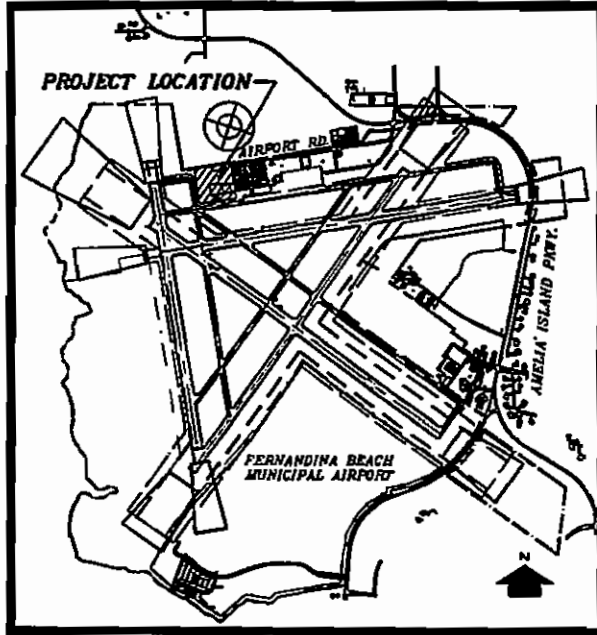 PROJECT LOCATION
AIRPORT RD.
AMELIA ISLAND PKWY.
FERNANDINA BEACH
MUNICIPAL AIRPORT
N